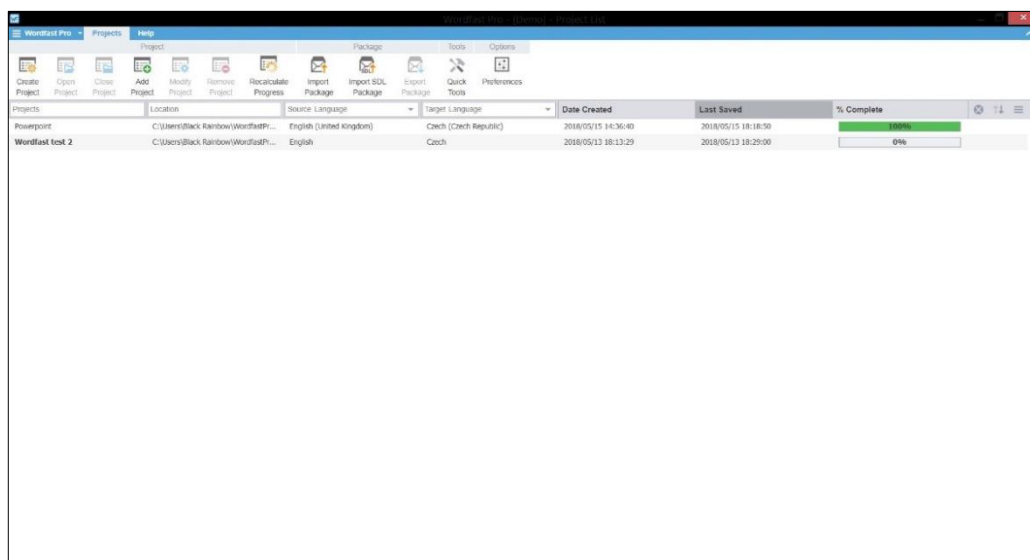 Wordfast Pro - (Demo) - Project List
Wordfast Pro Projects Help
Project Package Tools Options
Create Project
Open Project
Close Project
Add Project
Modify Project
Remove Project
Recalculate Progress
Import Package
Import SDL Package
Export Package
Quick Tools
Preferences
Projects Location Source Language Target Language Date Created Last Saved % Complete
Powerpoint C:\Users\Black Rainbow\WordfastPr... English (United Kingdom) Czech (Czech Republic) 2018/05/15 14:36:40 2018/05/15 18:18:50 100%
Wordfast test 2 C:\Users\Black Rainbow\WordfastPr... English Czech 2018/05/13 18:13:29 2018/05/13 18:29:00 0%